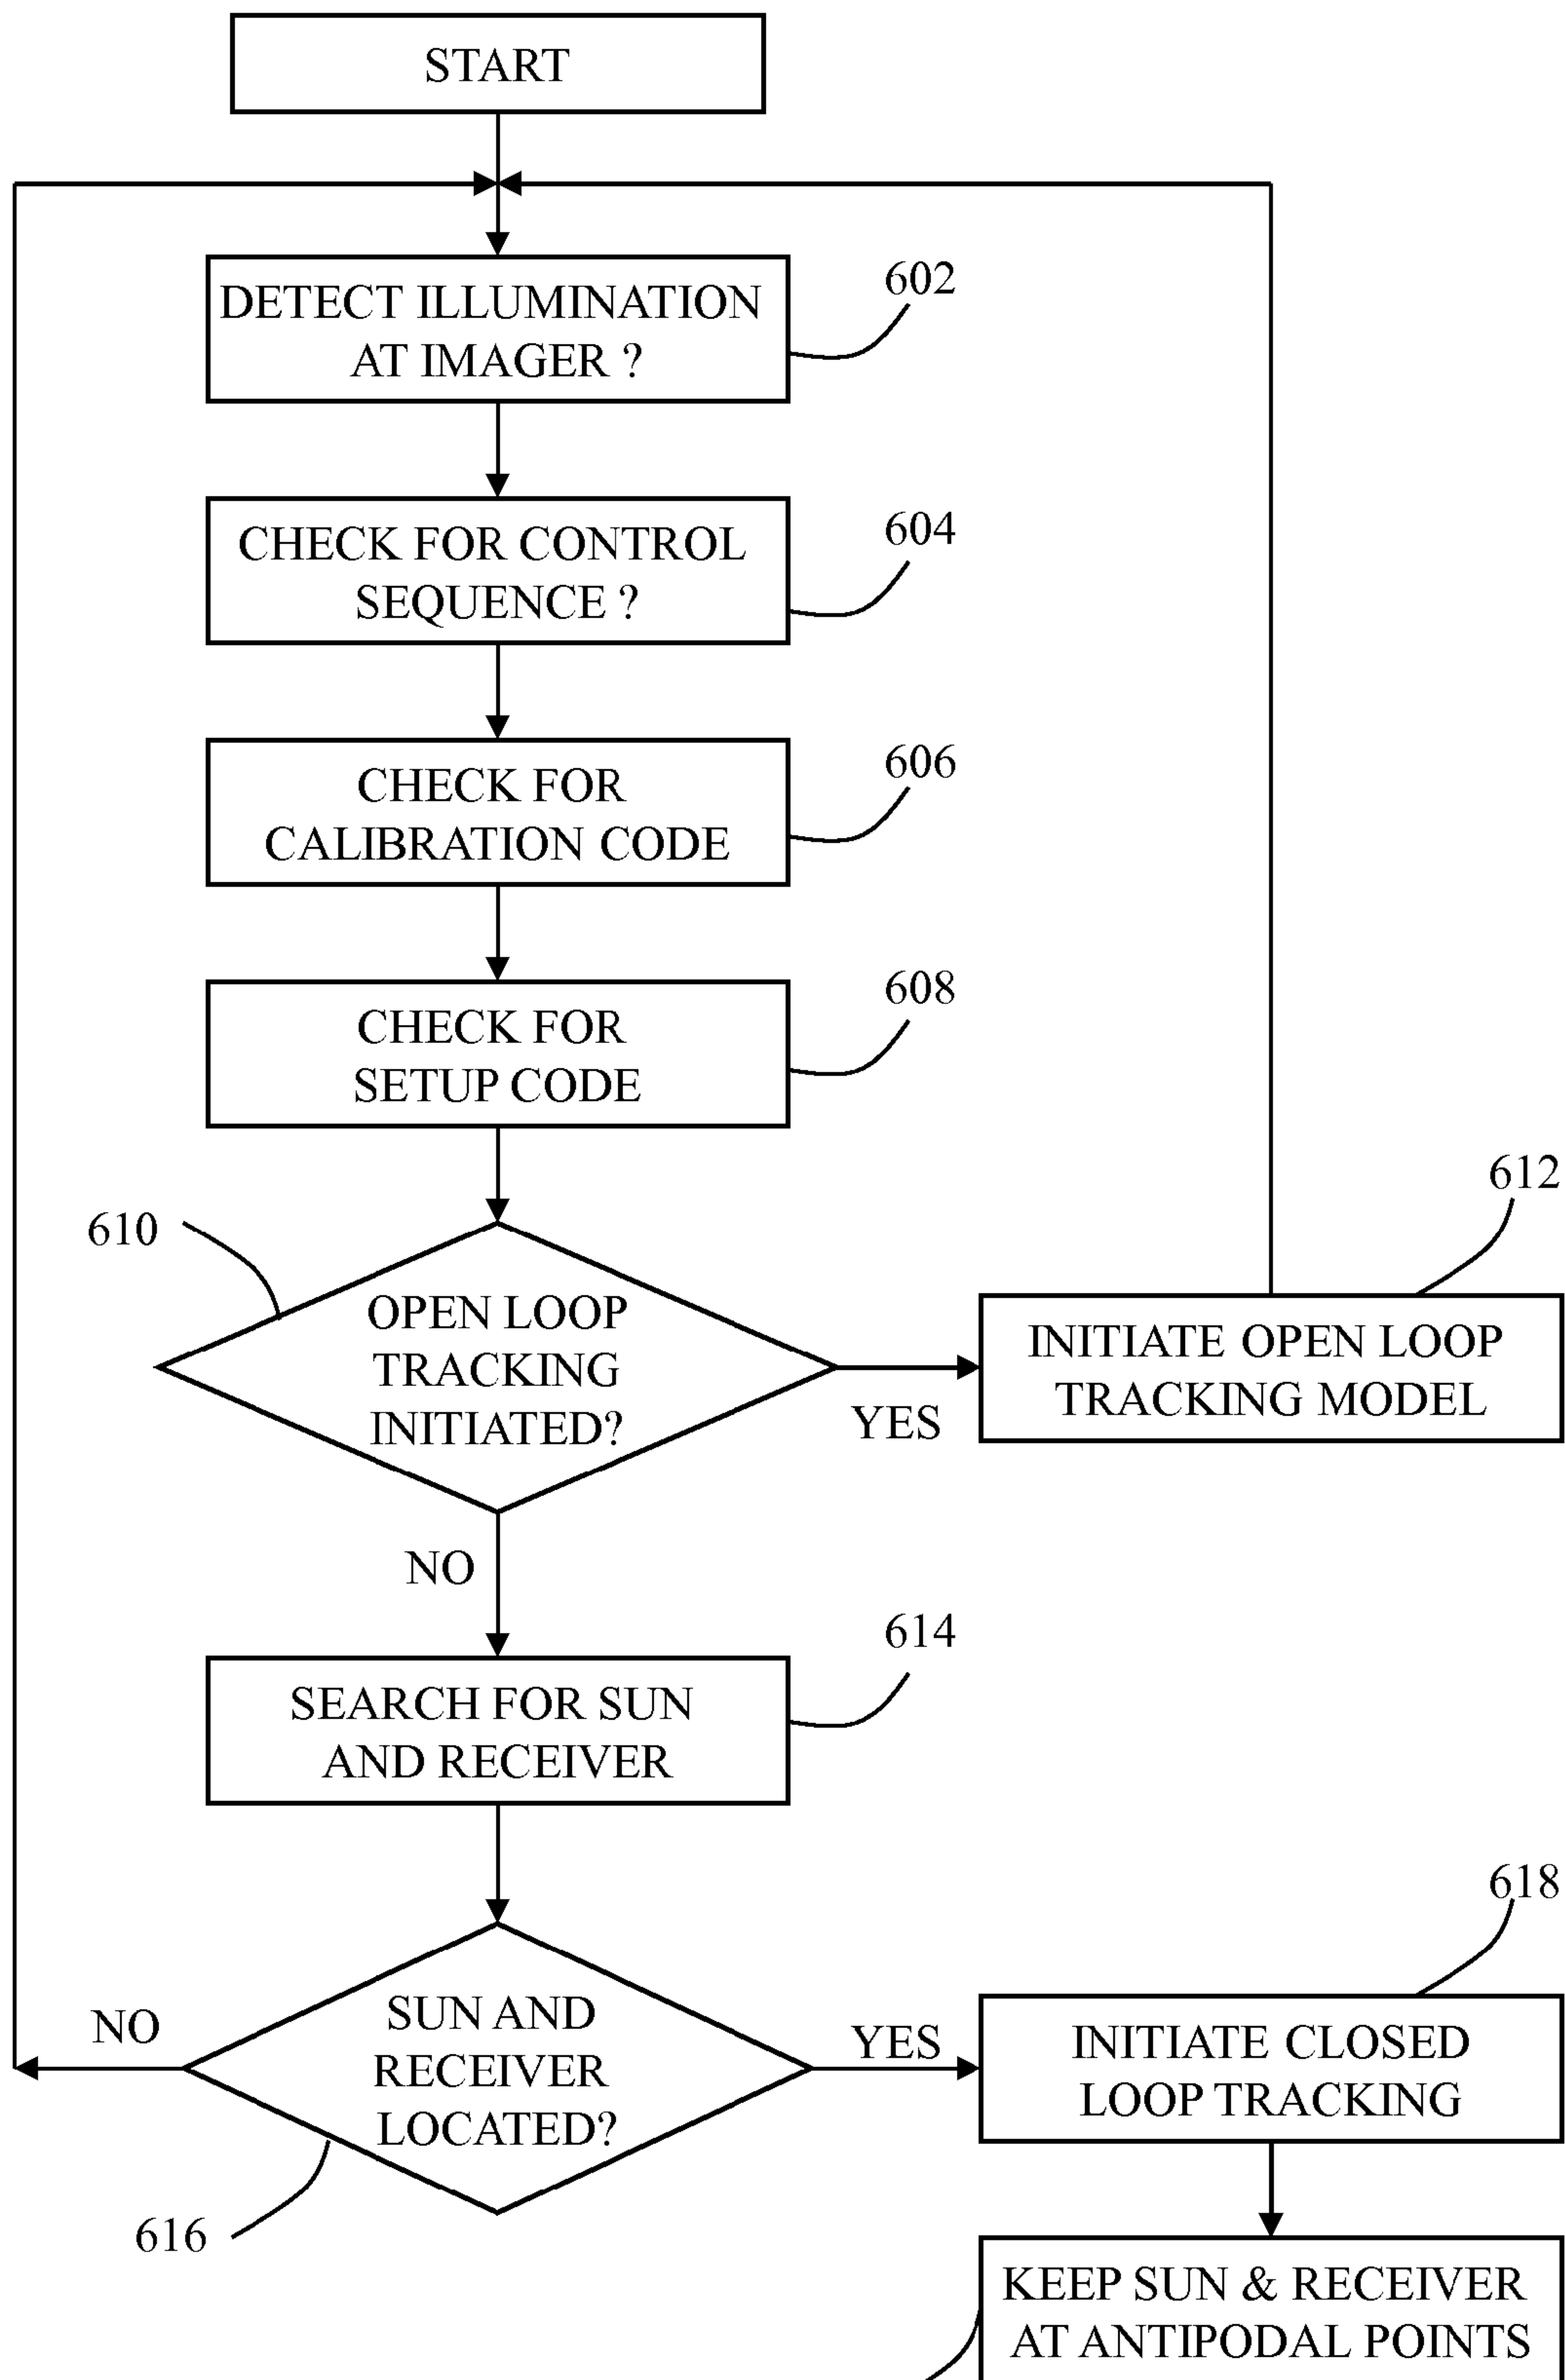 START
DETECT ILLUMINATION
AT IMAGER ?
602
CHECK FOR CONTROL
SEQUENCE ?
604
CHECK FOR
CALIBRATION CODE
606
CHECK FOR
SETUP CODE
608
610
OPEN LOOP
TRACKING
INITIATED?
YES
612
INITIATE OPEN LOOP
TRACKING MODEL
NO
614
SEARCH FOR SUN
AND RECEIVER
NO
SUN AND
RECEIVER
LOCATED?
616
YES
618
INITIATE CLOSED
LOOP TRACKING
KEEP SUN & RECEIVER
AT ANTIPODAL POINTS